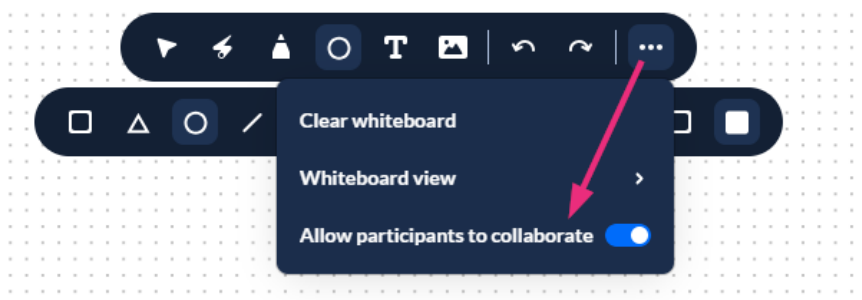 T
Clear whiteboard
Whiteboard view
Allow participants to collaborate